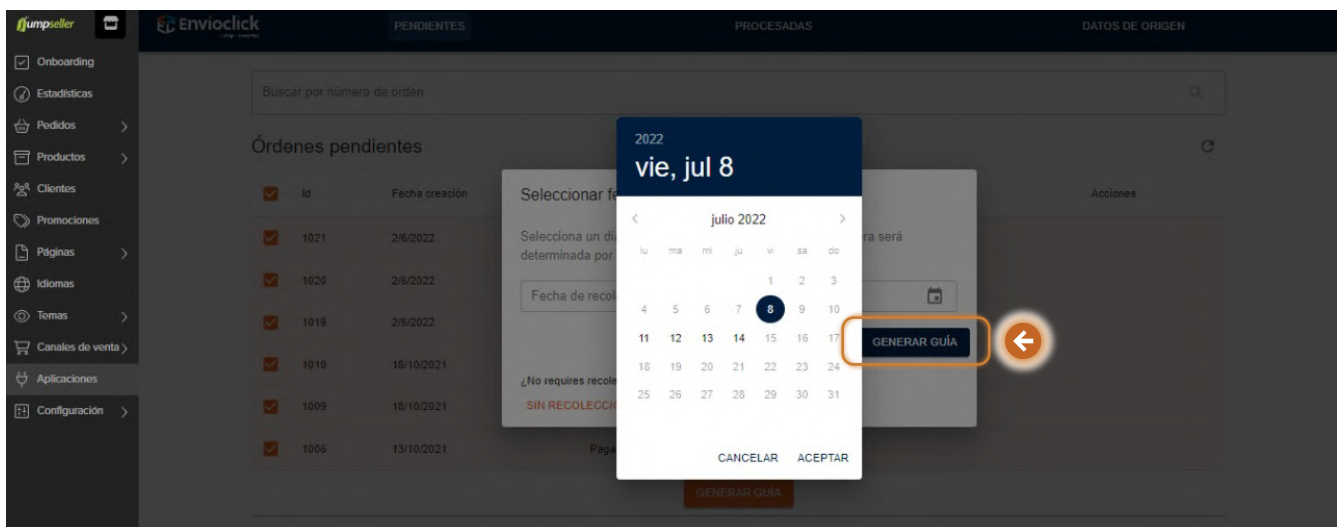 jumpseller
Envioclick
PENDIENTES
PROCESADAS
DATOS DE ORIGEN
Onboarding
Estadísticas
Pedidos
Productos
Clientes
Promociones
Páginas
Idiomas
Temas
Canales de venta
Aplicaciones
Configuración
Buscar por número de orden
Órdenes pendientes
Id
Fecha creación
Acciones
1021 2/6/2022
1020 2/6/2022
1019 2/6/2022
1010 18/10/2021
1009 18/10/2021
1006 13/10/2021
GENERAR GUÍA
Seleccionar
Selecciona un
era será
determinada por
Fecha de
GENERAR GUÍA
¿No requires
SIN
2022
vie, jul 8
julio 2022
lu ma mi ju vi sa do
1 2 3
4 5 6 7 8 9 10
11 12 13 14 15 16 17
18 19 20 21 22 23 24
25 26 27 28 29 30 31
CANCELAR ACEPTAR